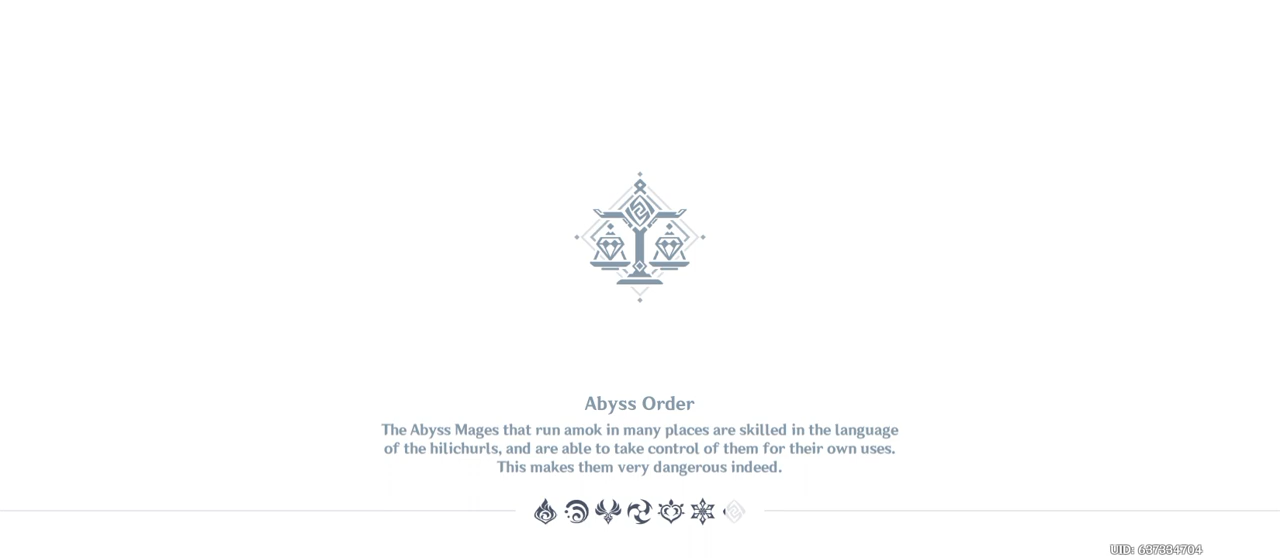 Abyss Order
The Abyss Mages that run amok in many places are skilled in the language
of the hilichurls, and are able to take control of them for their own uses.
This makes them very dangerous indeed.
UID: 637334704